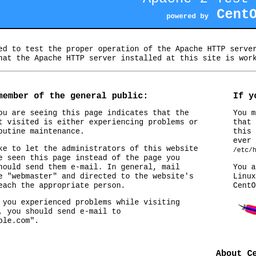 Apache 2 Test
powered by CentO
ed to test the proper operation of the Apache HTTP server
hat the Apache HTTP server installed at this site is work
member of the general public:
ou are seeing this page indicates that the
t visited is either experiencing problems or
outine maintenance.
ke to let the administrators of this website
e seen this page instead of the page you
hould send them e-mail. In general, mail
e "webmaster" and directed to the website's
each the appropriate person.
you experienced problems while visiting
, you should send e-mail to
ple.com".
If yo
You m
that
this
ever
/etc/h
You a
Linux
CentO
About Ce